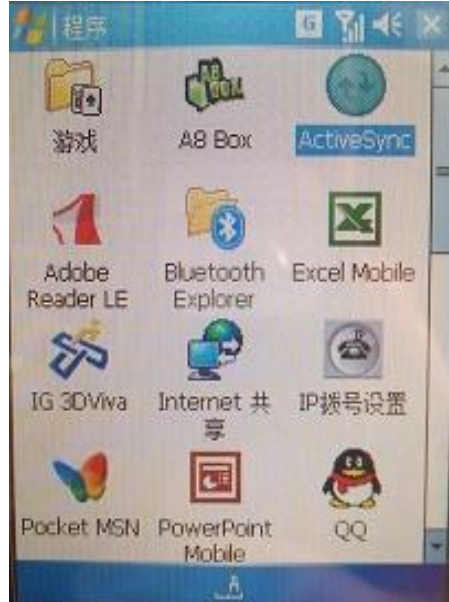 程序
G
游戏
A8 Box
ActiveSync
Adobe
Reader LE
Bluetooth
Explorer
Excel Mobile
IG 3DViva
Internet 共
享
IP拨号设置
Pocket MSN
PowerPoint
Mobile
QQ